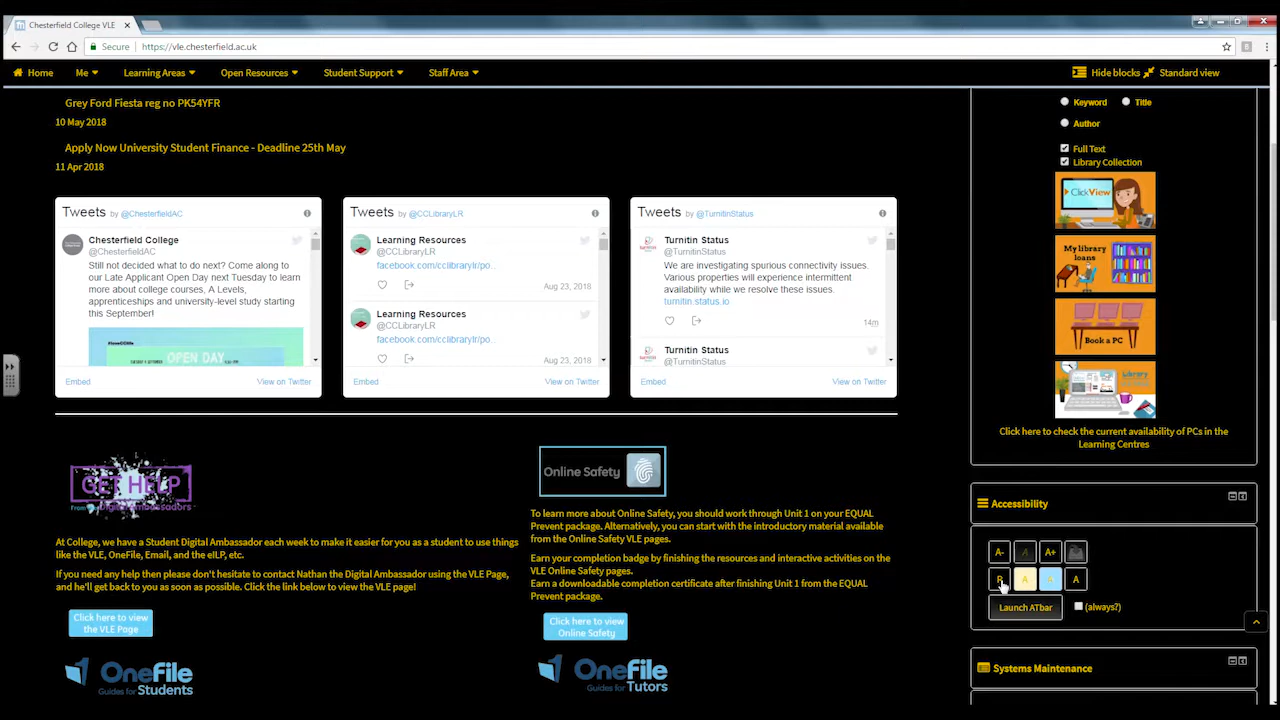 Chesterfield College VLE
Secure https://vle.chesterfield.ac.uk
Home Me Learning Areas Open Resources Student Support Staff Area Hide blocks Standard view
Grey Ford Fiesta reg no PK54YFR
10 May 2018
Apply Now University Student Finance - Deadline 25th May
11 Apr 2018
Tweets by @ChesterfieldAC
Chesterfield College
@ChesterfieldAC
Still not decided what to do next? Come along to
our Late Applicant Open Day next Tuesday to learn
more about college courses, A Levels,
apprenticeships and university-level study starting
this September!
OPEN DAY
Embed View on Twitter
Tweets by @CCLibraryLR
Learning Resources
@CCLibraryLR
facebook.com/cclibrarylr/po...
Aug 23, 2018
Learning Resources
@CCLibraryLR
facebook.com/cclibrarylr/po...
Aug 23, 2018
Embed View on Twitter
Tweets by @TurnitinStatus
Turnitin Status
@TurnitinStatus
We are investigating spurious connectivity issues.
Various properties will experience intermittent
availability while we resolve these issues.
turnitin.status.io
14m
Turnitin Status
@TurnitinStatus
Embed View on Twitter
GET HELP
From your Digital Ambassadors
At College, we have a Student Digital Ambassador each week to make it easier for you as a student to use things
like the VLE, OneFile, Email, and the eILP, etc.
If you need any help then please don't hesitate to contact Nathan the Digital Ambassador using the VLE Page,
and he'll get back to you as soon as possible. Click the link below to view the VLE page!
Click here to view
the VLE Page
OneFile
Guides for Students
Online Safety
To learn more about Online Safety, you should work through Unit 1 on your EQUAL
Prevent package. Alternatively, you can start with the introductory material available
from the Online Safety VLE pages.
Earn your completion badge by finishing the resources and interactive activities on the
VLE Online Safety pages.
Earn a downloadable completion certificate after finishing Unit 1 from the EQUAL
Prevent package.
Click here to view
Online Safety
OneFile
Guides for Tutors
Keyword Title
Author
Full Text
Library Collection
ClickView
My library
loans
Book a PC
Library
Click here to check the current availability of PCs in the
Learning Centres
Accessibility
A- A A+
R A A A
Launch ATbar (always?)
Systems Maintenance